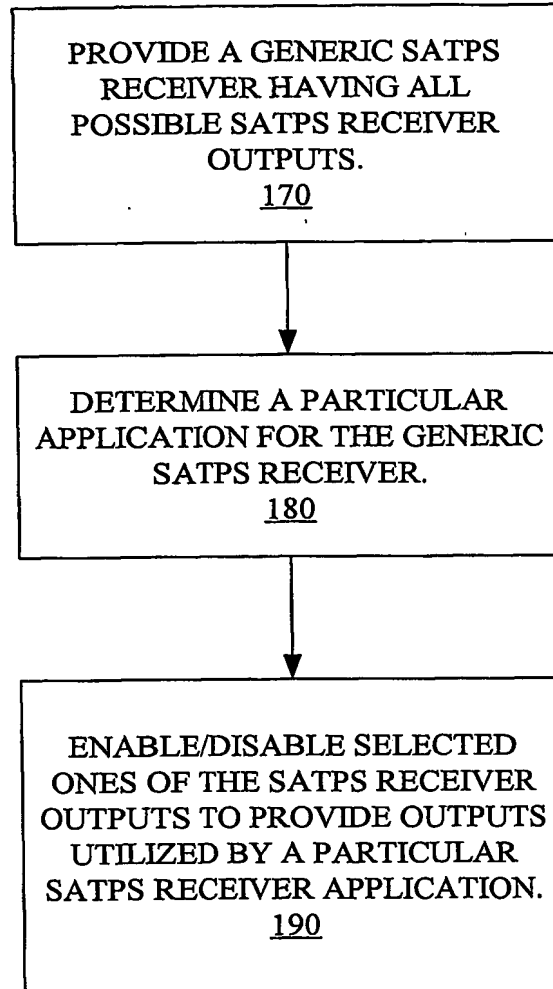 PROVIDE A GENERIC SATPS
RECEIVER HAVING ALL
POSSIBLE SATPS RECEIVER
OUTPUTS.
170
DETERMINE A PARTICULAR
APPLICATION FOR THE GENERIC
SATPS RECEIVER.
180
ENABLE/DISABLE SELECTED
ONES OF THE SATPS RECEIVER
OUTPUTS TO PROVIDE OUTPUTS
UTILIZED BY A PARTICULAR
SATPS RECEIVER APPLICATION.
190